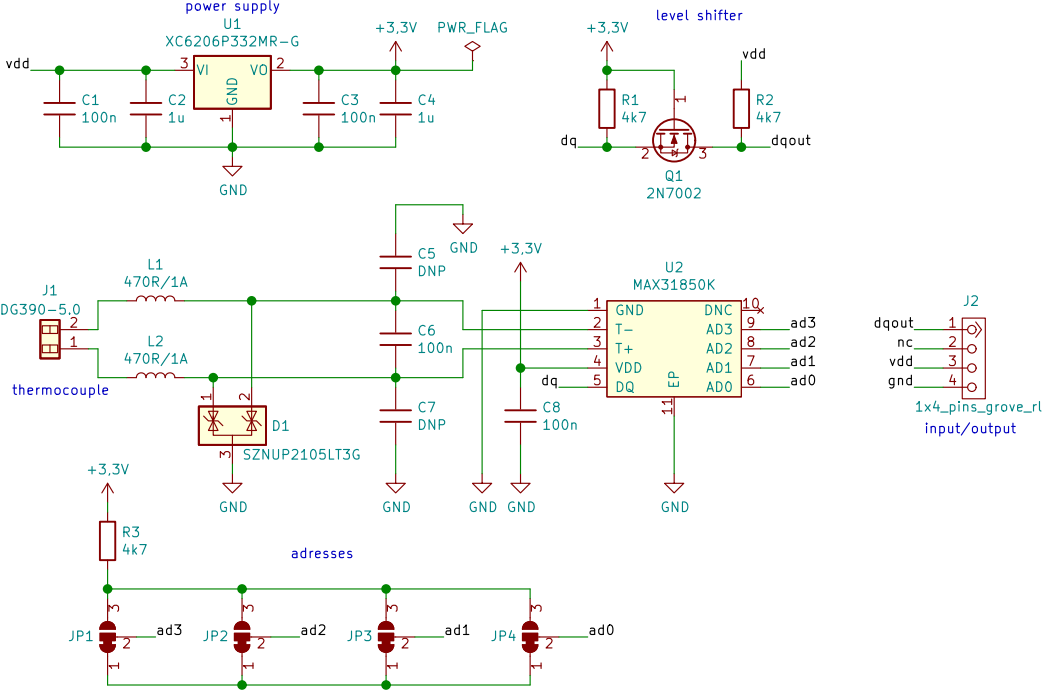 power supply
U1
XC6206P332MR-G
+3,3V
PWR_FLAG
vdd
3
VI
VO
2
GND
1
C1
100n
C2
1u
C3
100n
C4
1u
GND
level shifter
+3,3V
vdd
R1
4k7
1
R2
4k7
dq
2
3
dqout
Q1
2N7002
GND
C5
DNP
+3,3V
L1
470R/1A
J1
DG390-5.0
2
1
L2
470R/1A
thermocouple
C6
100n
1
2
D1
3
SZNUP2105LT3G
GND
C7
DNP
GND
GND
C8
100n
GND
U2
MAX31850K
1
GND
DNC
10
2
T-
AD3
9
ad3
3
T+
AD2
8
ad2
4
VDD
AD1
7
ad1
dq
5
DQ
EP
AD0
6
ad0
11
GND
J2
dqout
1
nc
2
vdd
3
gnd
4
1x4_pins_grove_rl
input/output
+3,3V
R3
4k7
adresses
3
JP1
2
ad3
1
3
JP2
2
ad2
1
3
JP3
2
ad1
1
3
JP4
2
ad0
1